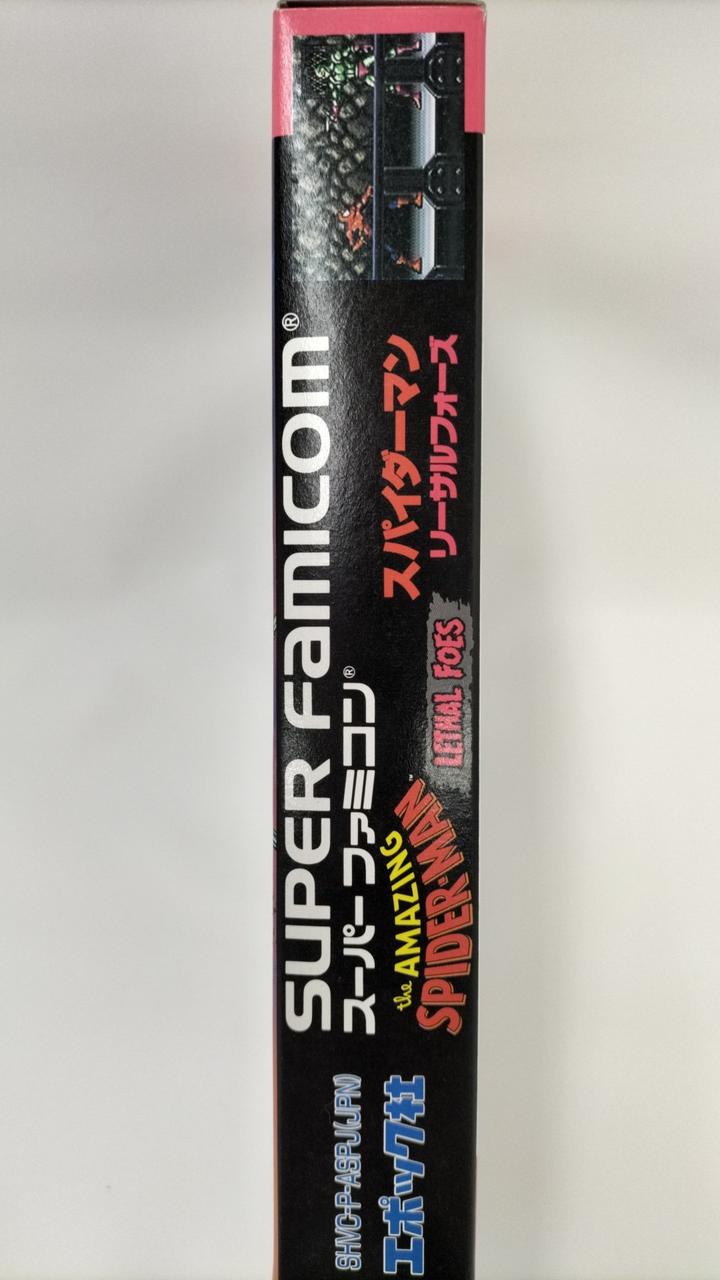 SHVC-P-ASPJ(JPN)
エポック社
SUPER FAMICOM®
スーパー ファミコン®
the AMAZING
SPIDER-MAN™
LETHAL FOES
スパイダーマン
リーサルフォーズ